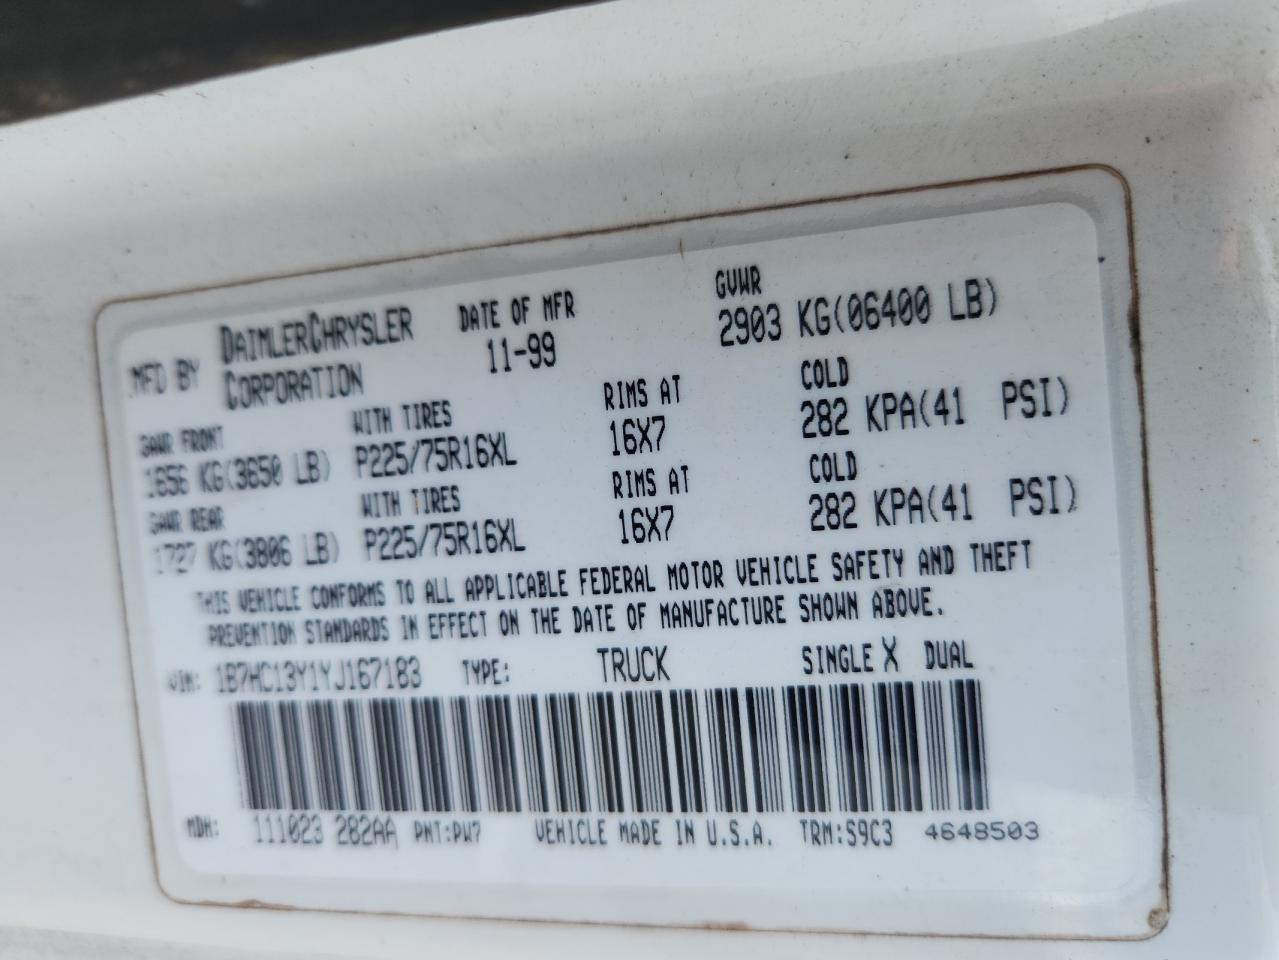 MFD BY DAIMLERCHRYSLER CORPORATION
DATE OF MFR 11-99
GVWR 2903 KG(06400 LB)
GAWR FRONT WITH TIRES RIMS AT COLD
1656 KG(3650 LB) P225/75R16XL 16X7 282 KPA(41 PSI)
GAWR REAR WITH TIRES RIMS AT COLD
1727 KG(3806 LB) P225/75R16XL 16X7 282 KPA(41 PSI)
THIS VEHICLE CONFORMS TO ALL APPLICABLE FEDERAL MOTOR VEHICLE SAFETY AND THEFT
PREVENTION STANDARDS IN EFFECT ON THE DATE OF MANUFACTURE SHOWN ABOVE.
VIN: 1B7HC13Y1YJ167183 TYPE: TRUCK SINGLE X DUAL
MDH: 111023 282AA PNT:PW7 VEHICLE MADE IN U.S.A. TRM:S9C3 4648503